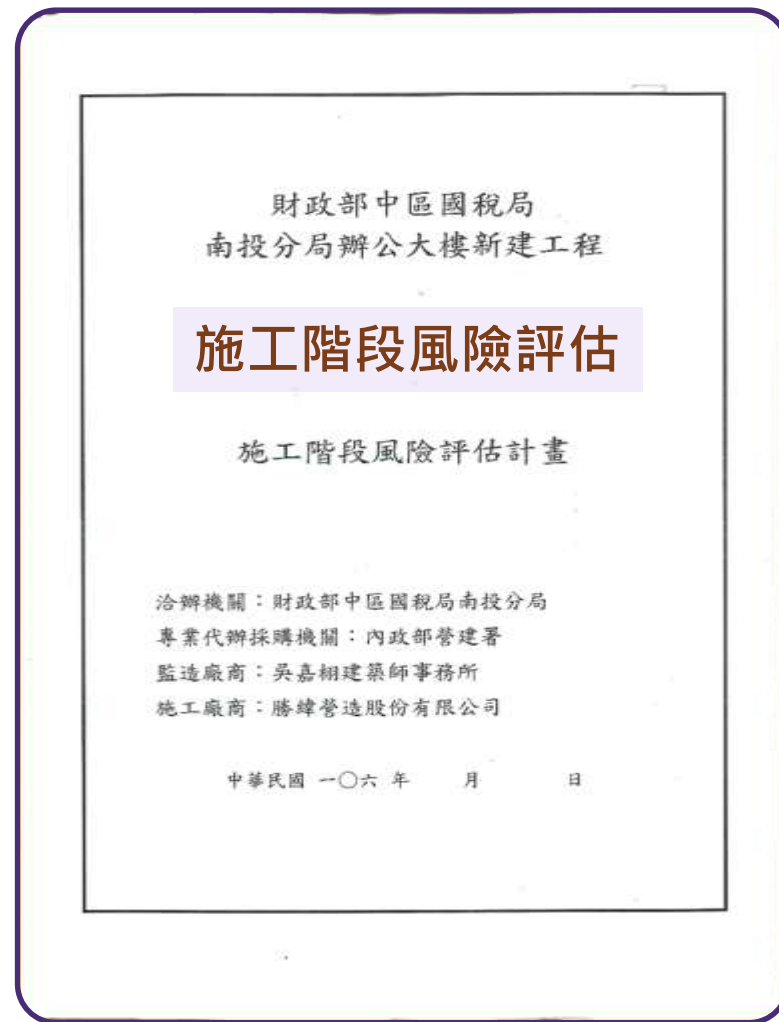 財政部中區國稅局
南投分局辦公大樓新建工程
施工階段風險評估
施工階段風險評估計畫
洽辦機關：財政部中區國稅局南投分局
專業代辦採購機關：內政部營建署
監造廠商：吳嘉栩建築師事務所
施工廠商：勝緯營造股份有限公司
中華民國 一〇六 年 月 日